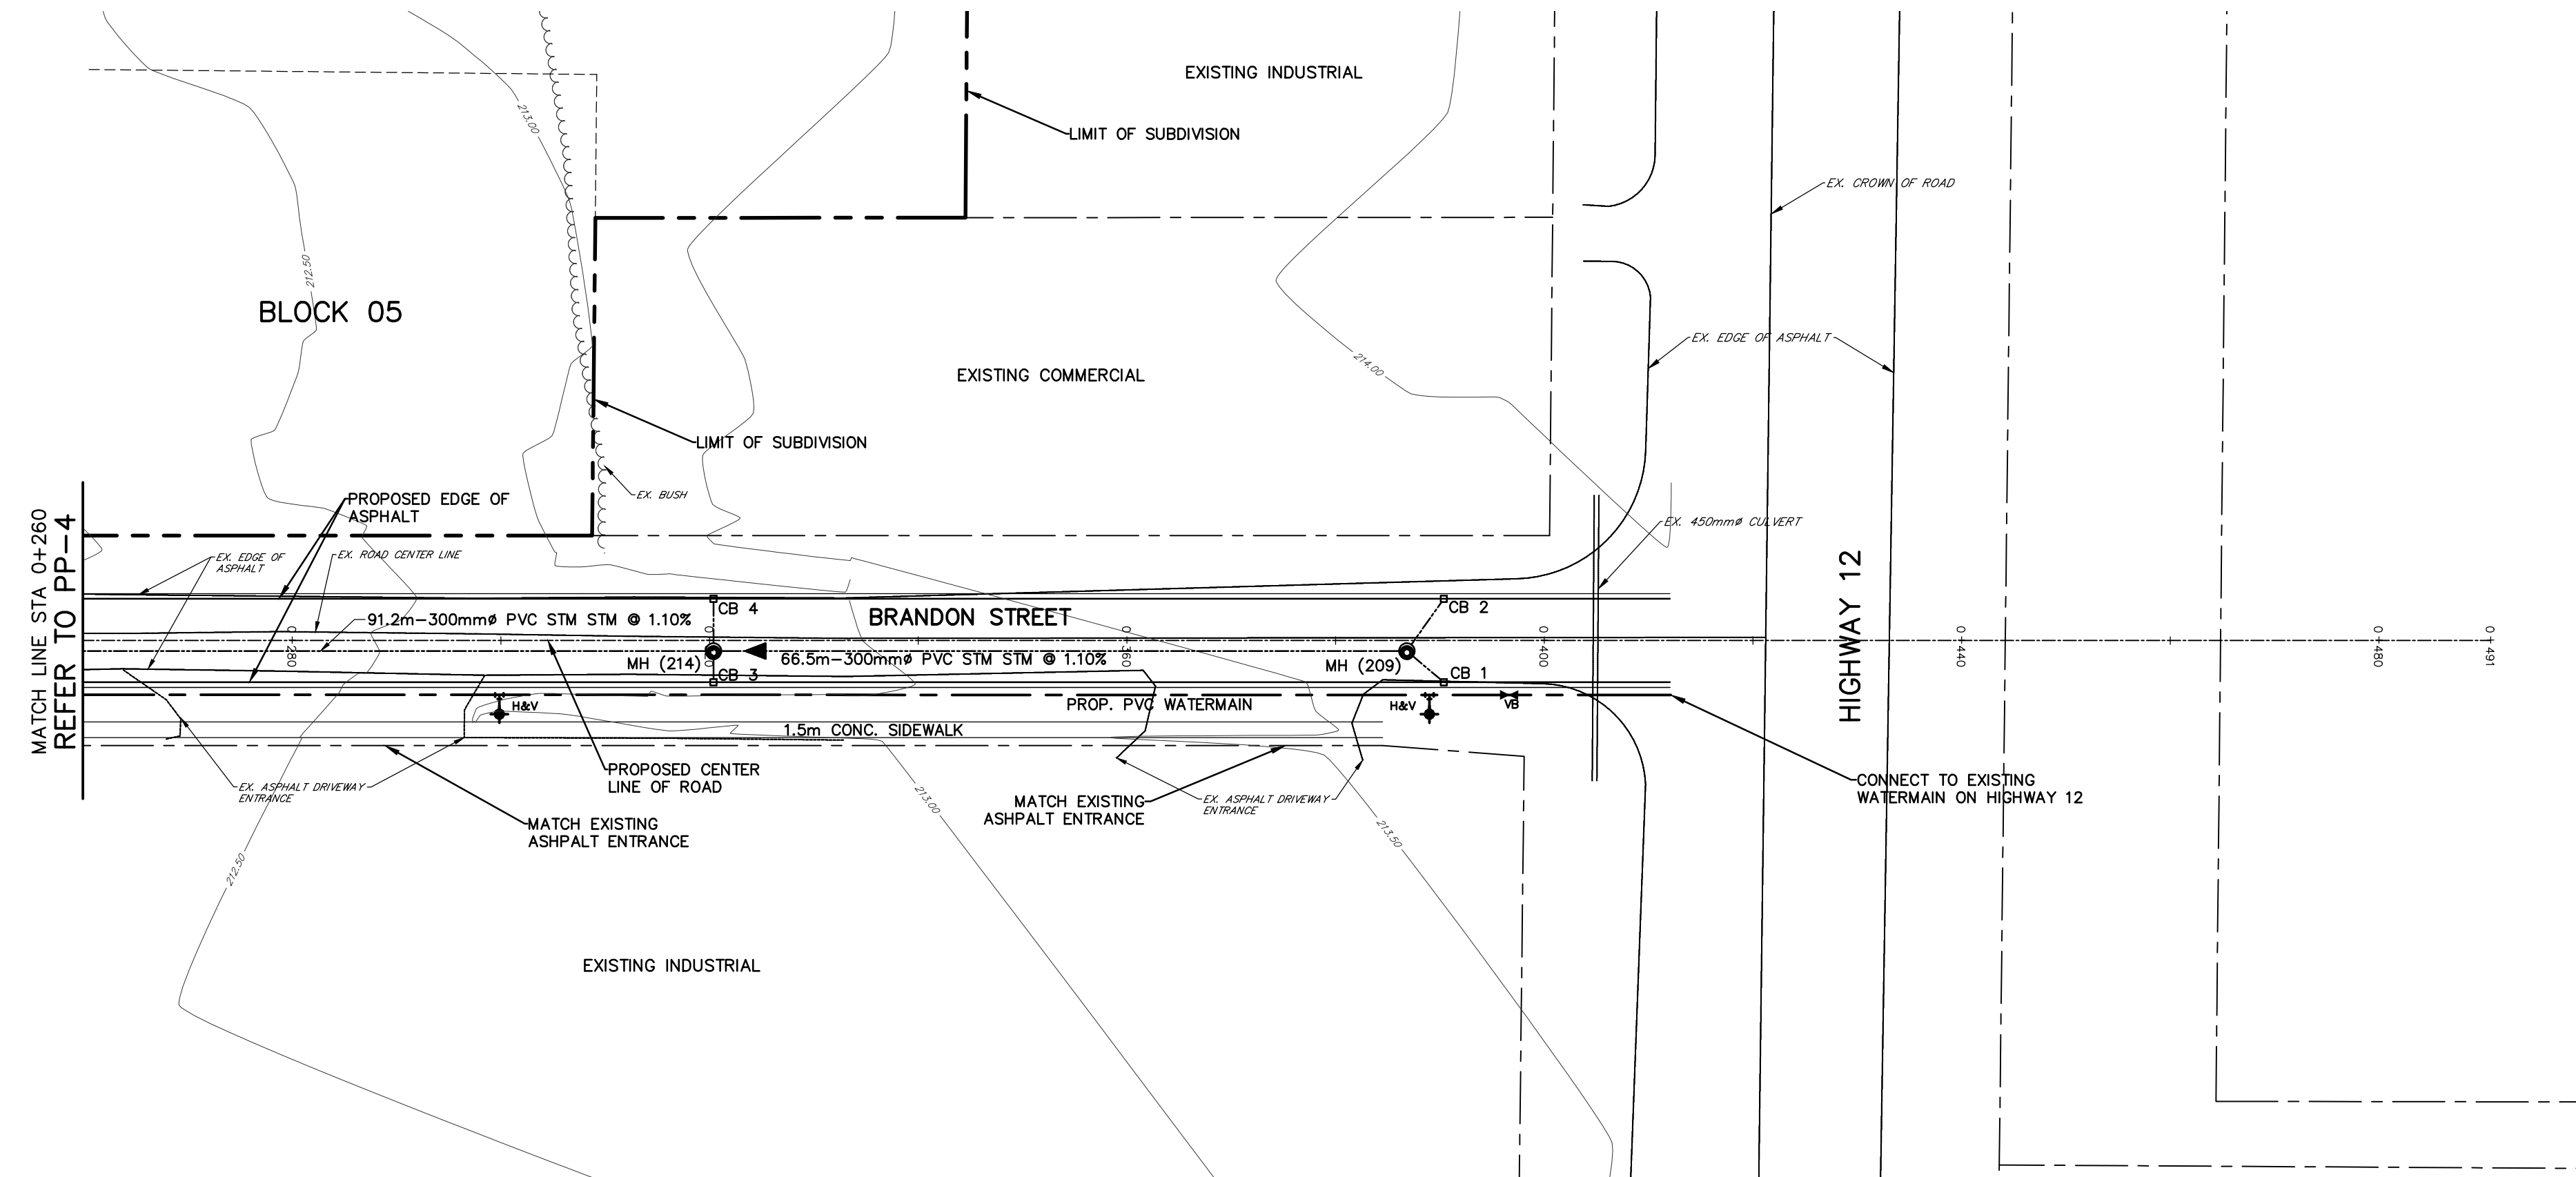 EXISTING INDUSTRIAL
213.00
LIMIT OF SUBDIVISION
EX. CROWN OF ROAD
212.50
BLOCK 05
EX. EDGE OF ASPHALT
214.00
EXISTING COMMERCIAL
LIMIT OF SUBDIVISION
EX. BUSH
PROPOSED EDGE OF
ASPHALT
EX. 450mmø CULVERT
MATCH LINE STA 0+260
REFER TO PP-4
EX. EDGE OF
ASPHALT
EX. ROAD CENTER LINE
HIGHWAY 12
CB 4
BRANDON STREET
CB 2
91.2m-300mmø PVC STM STM @ 1.10%
0+280
0+360
0+400
0+440
0+480
0+491
MH (214)
66.5m-300mmø PVC STM STM @ 1.10%
MH (209)
CB 3
CB 1
H&V
PROP. PVC WATERMAIN
H&V
VB
1.5m CONC. SIDEWALK
PROPOSED CENTER
LINE OF ROAD
EX. ASPHALT DRIVEWAY
ENTRANCE
213.00
MATCH EXISTING
ASHPALT ENTRANCE
EX. ASPHALT DRIVEWAY
ENTRANCE
CONNECT TO EXISTING
WATERMAIN ON HIGHWAY 12
MATCH EXISTING
ASHPALT ENTRANCE
213.50
212.50
EXISTING INDUSTRIAL